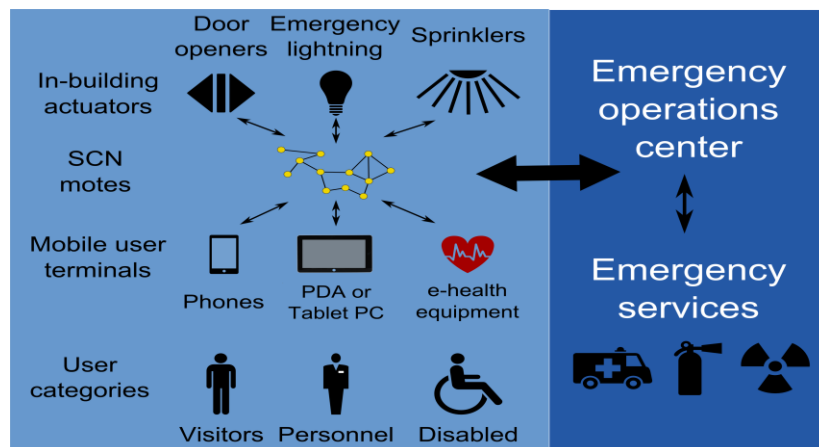 Door openers
Emergency lightning
Sprinklers
In-building actuators
SCN motes
Mobile user terminals
Phones
PDA or Tablet PC
e-health equipment
User categories
Visitors
Personnel
Disabled
Emergency operations center
Emergency services